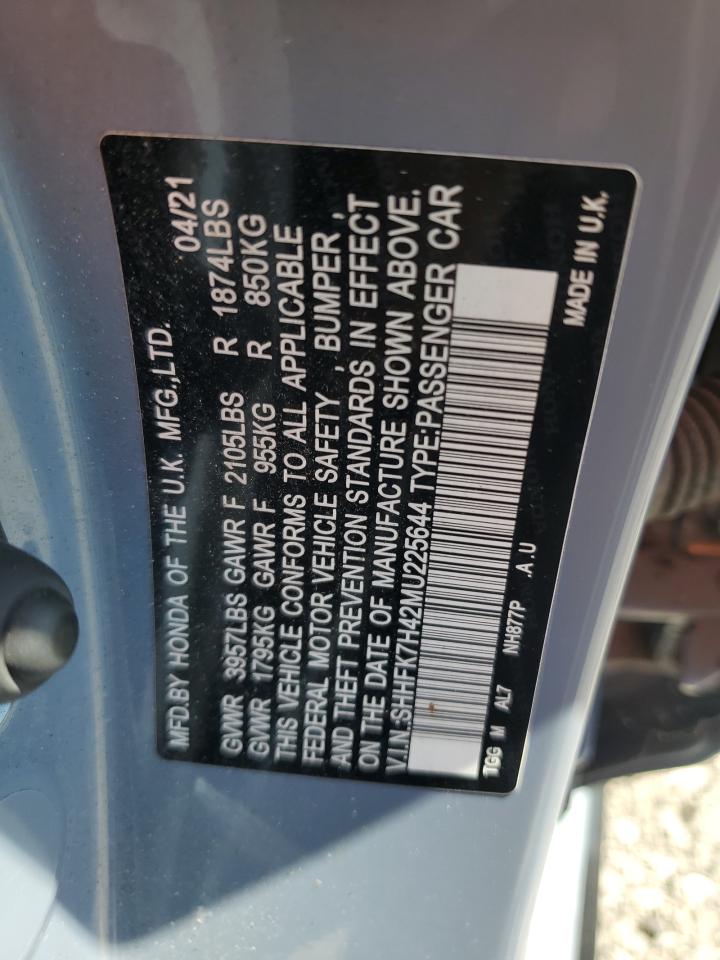 MFD.BY HONDA OF THE U.K. MFG.,LTD. 04/'21
GVWR 3957LBS GAWR F 2105LBS R 1874LBS
GVWR 1795KG GAWR F 955KG R 850KG
THIS VEHICLE CONFORMS TO ALL APPLICABLE
FEDERAL MOTOR VEHICLE SAFETY , BUMPER ,
AND THEFT PREVENTION STANDARDS IN EFFECT
ON THE DATE OF MANUFACTURE SHOWN ABOVE.
V.I.N:SHHFK7H42MU225644 TYPE:PASSENGER CAR
TGG M AL7 NH877P .A.U MADE IN U.K.